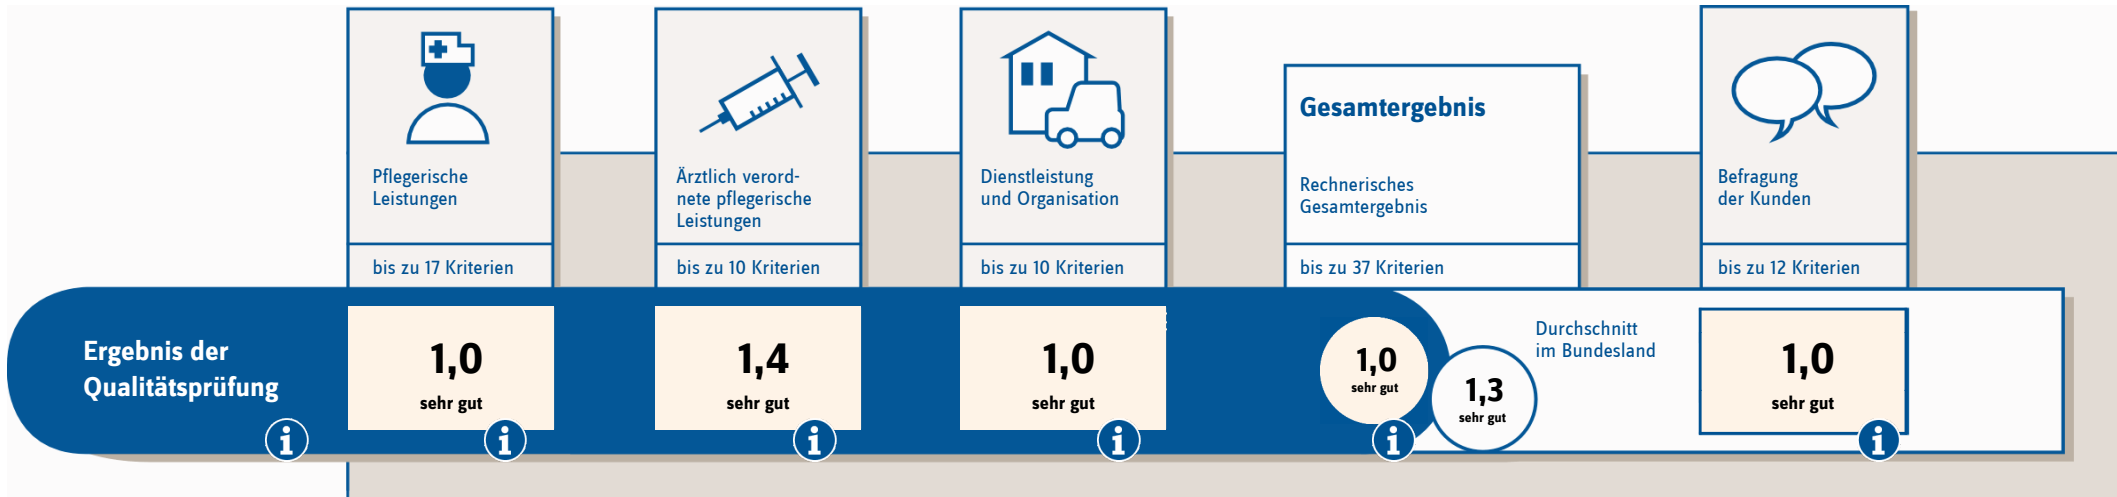 Pflegerische
Leistungen
bis zu 17 Kriterien
Ärztlich verord-
nete pflegerische
Leistungen
bis zu 10 Kriterien
Dienstleistung
und Organisation
bis zu 10 Kriterien
Gesamtergebnis
Rechnerisches
Gesamtergebnis
bis zu 37 Kriterien
Befragung
der Kunden
bis zu 12 Kriterien
Ergebnis der
Qualitätsprüfung
i
1,0
sehr gut
i
1,4
sehr gut
i
1,0
sehr gut
i
1,0
sehr gut
i
1,3
sehr gut
Durchschnitt
im Bundesland
1,0
sehr gut
i